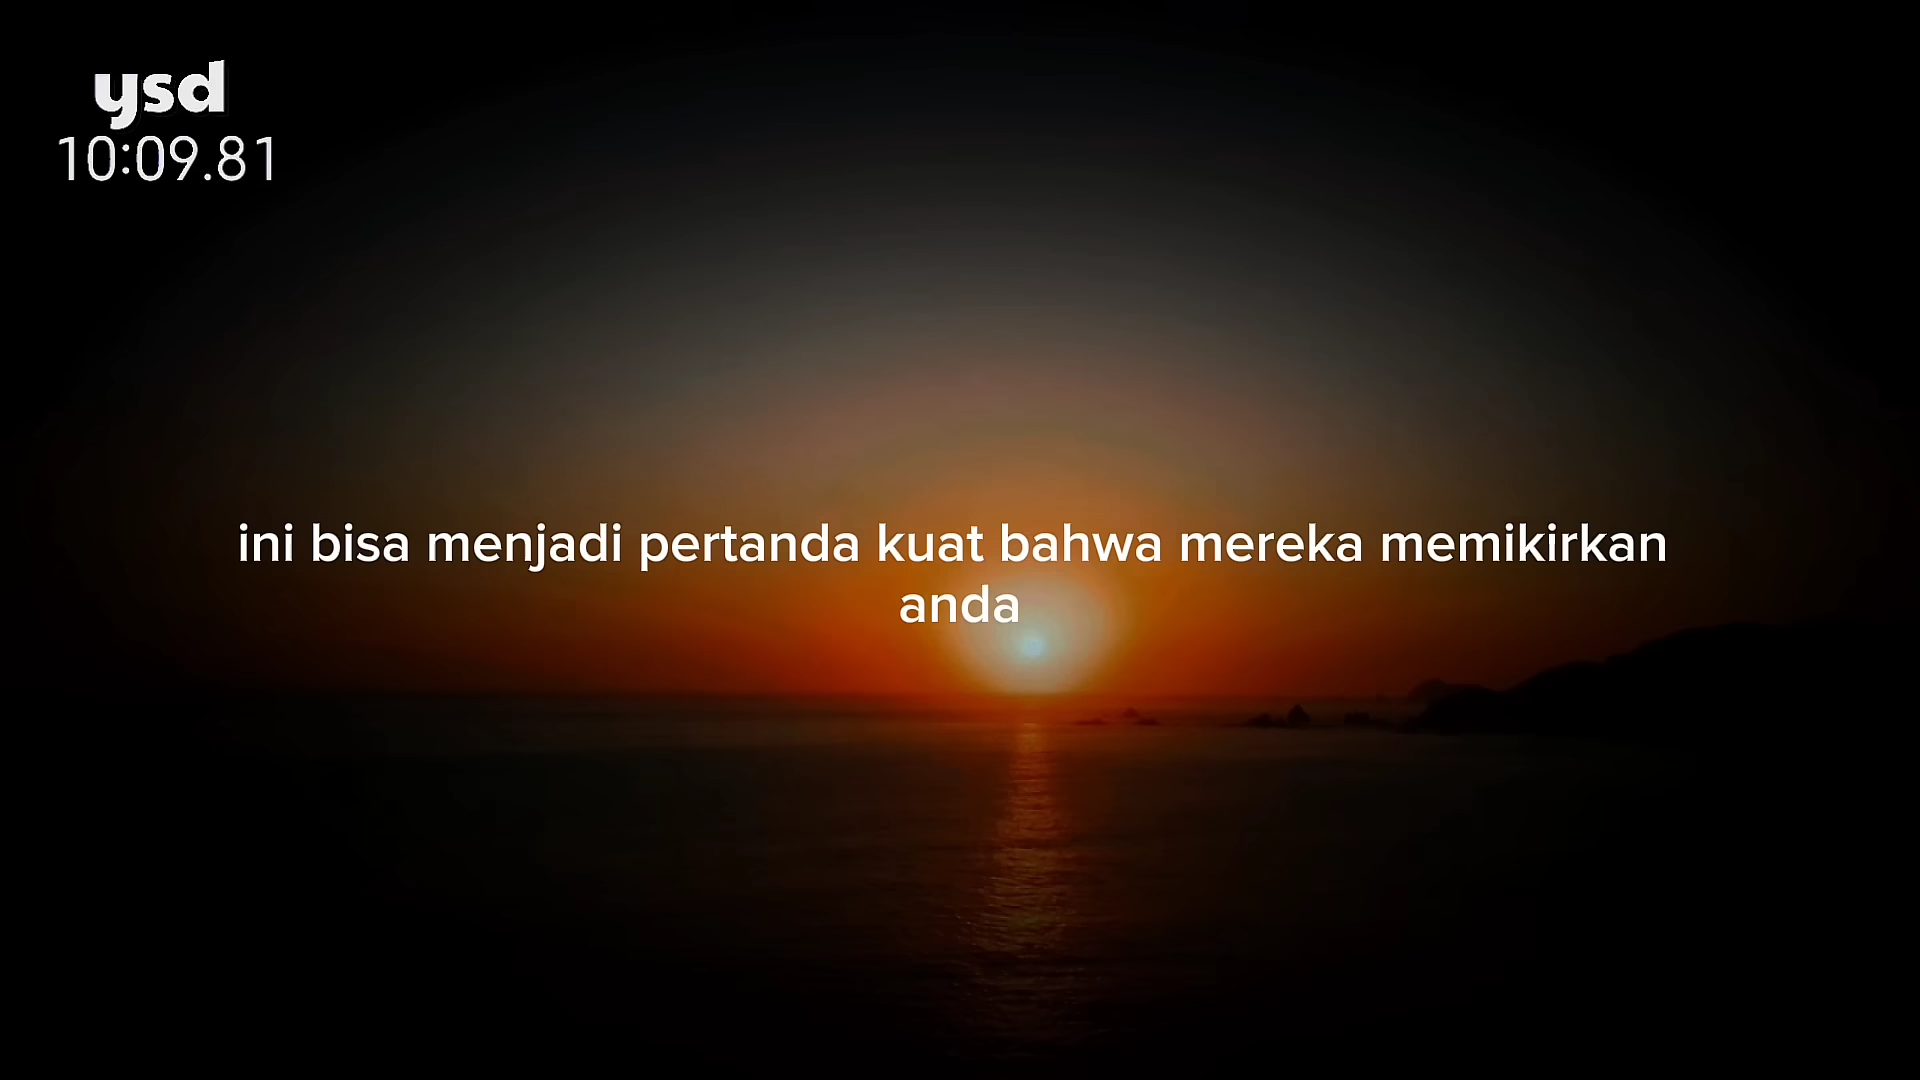 ysd
10:09.81
ini bisa menjadi pertanda kuat bahwa mereka memikirkan
anda